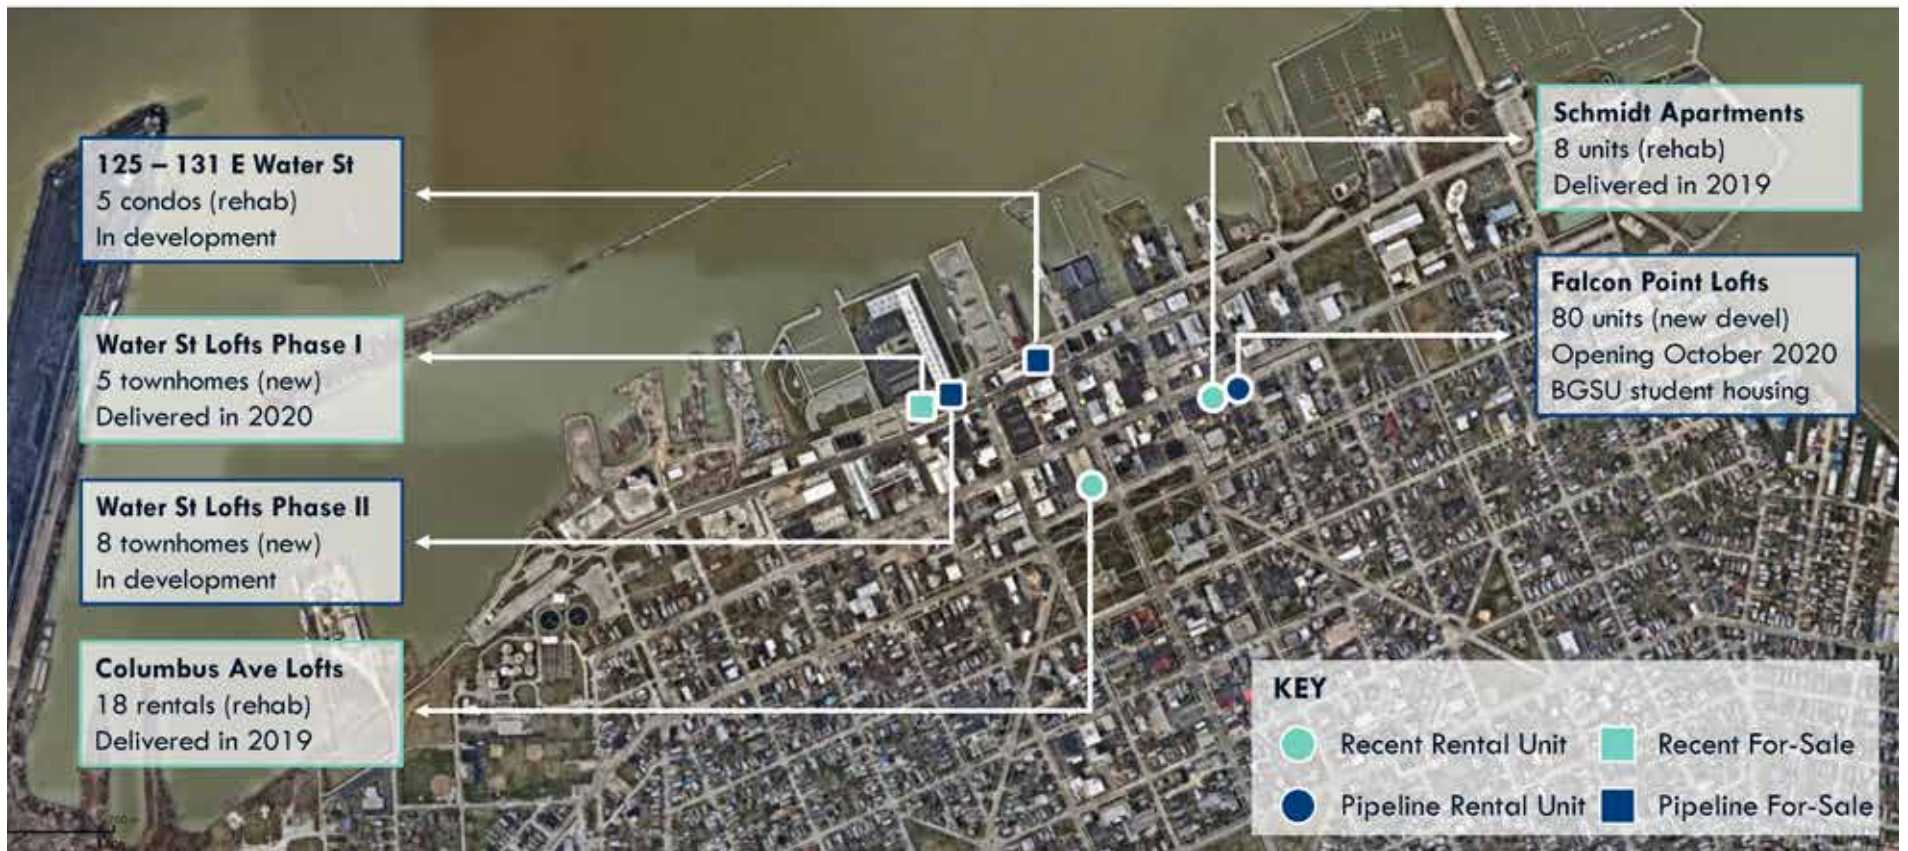 125 – 131 E Water St
5 condos (rehab)
In development
Water St Lofts Phase I
5 townhomes (new)
Delivered in 2020
Water St Lofts Phase II
8 townhomes (new)
In development
Columbus Ave Lofts
18 rentals (rehab)
Delivered in 2019
Schmidt Apartments
8 units (rehab)
Delivered in 2019
Falcon Point Lofts
80 units (new devel)
Opening October 2020
BGSU student housing
KEY
Recent Rental Unit
Recent For-Sale
Pipeline Rental Unit
Pipeline For-Sale